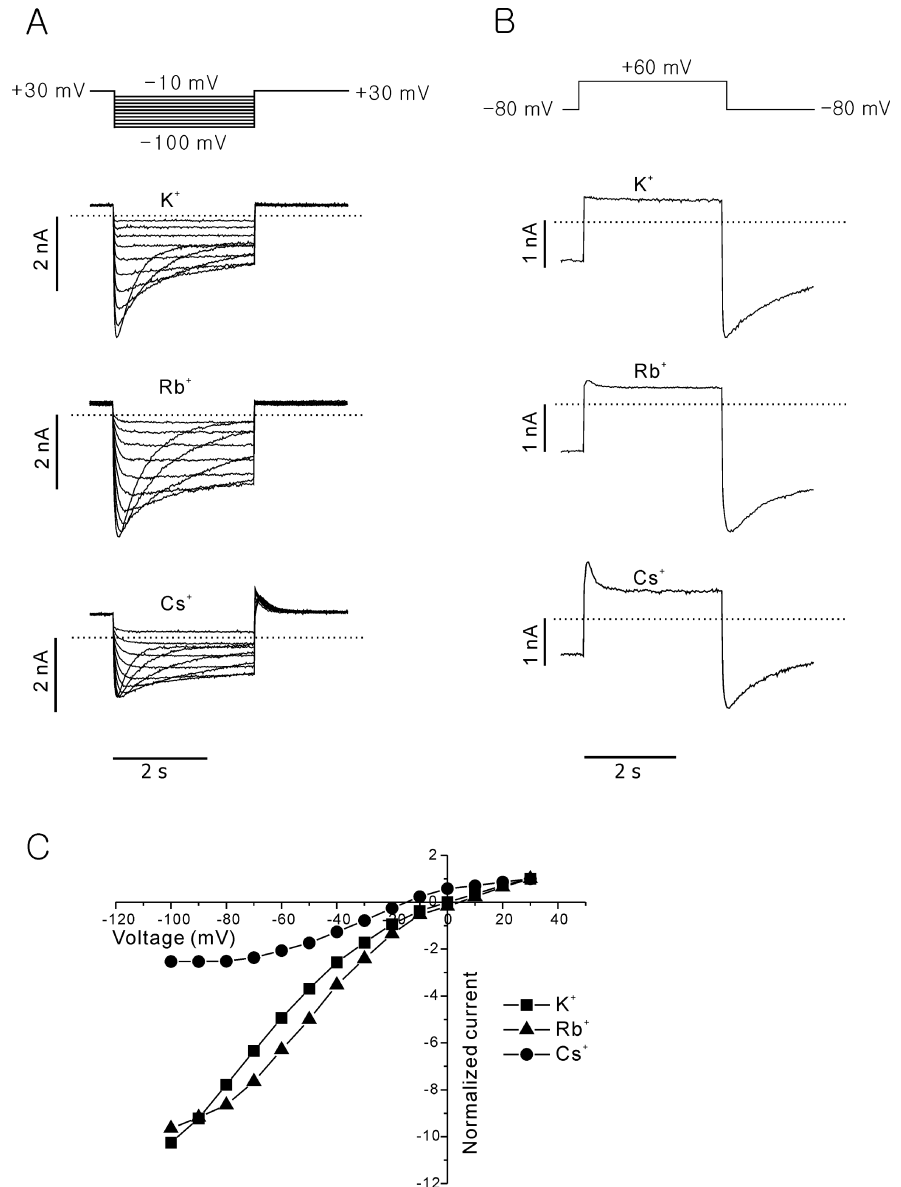 A
+30 mV
−10 mV
+30 mV
−100 mV
K+
2 nA
Rb+
2 nA
Cs+
2 nA
2 s
B
+60 mV
−80 mV
−80 mV
K+
1 nA
Rb+
1 nA
Cs+
1 nA
2 s
C
2
-120 -100 -80 -60 -40 -20 0 0 20 40
Voltage (mV)
-2
-4
-6
-8
-10
-12
Normalized current
K+
Rb+
Cs+